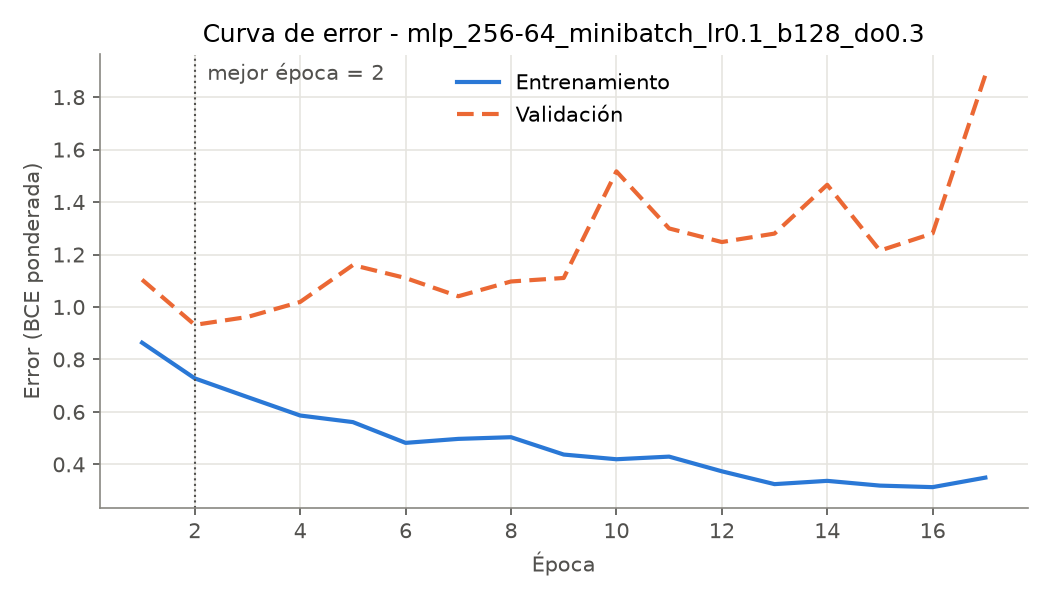 Curva de error - mlp_256-64_minibatch_lr0.1_b128_do0.3
mejor época = 2
Entrenamiento
Validación
Error (BCE ponderada)
1.8
1.6
1.4
1.2
1.0
0.8
0.6
0.4
2 4 6 8 10 12 14 16
Época